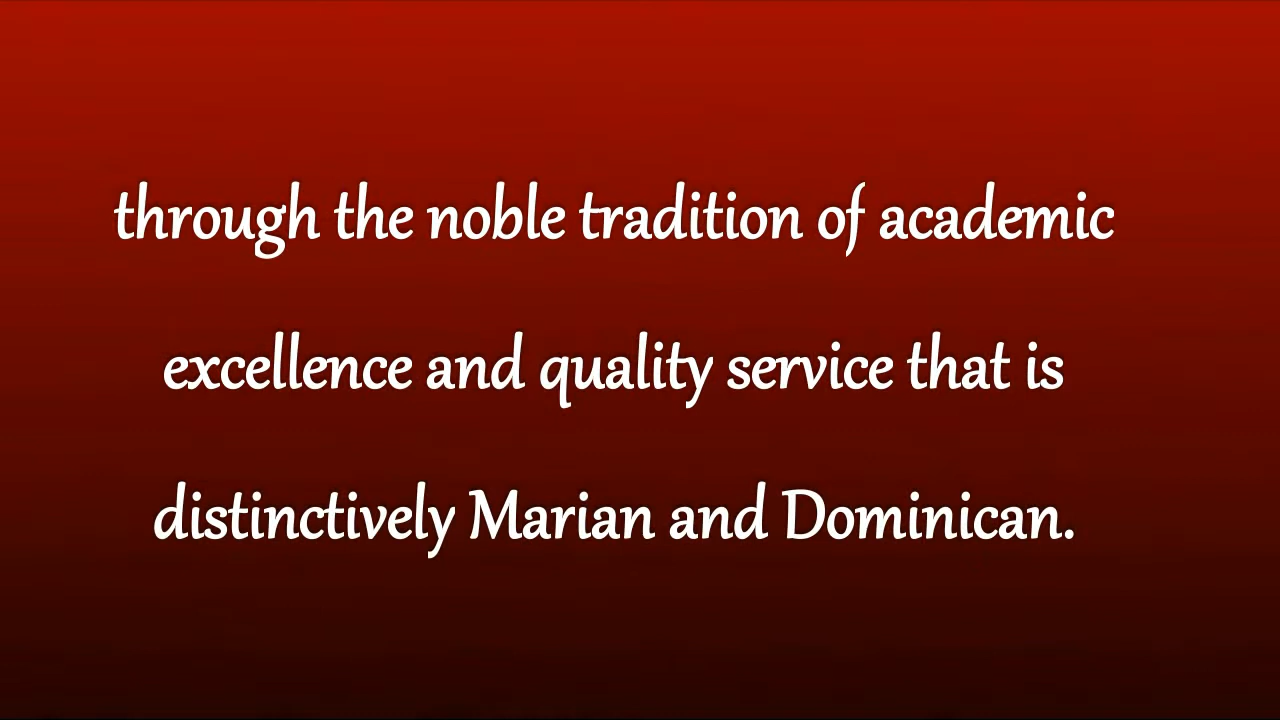 through the noble tradition of academic
excellence and quality service that is
distinctively Marian and Dominican.